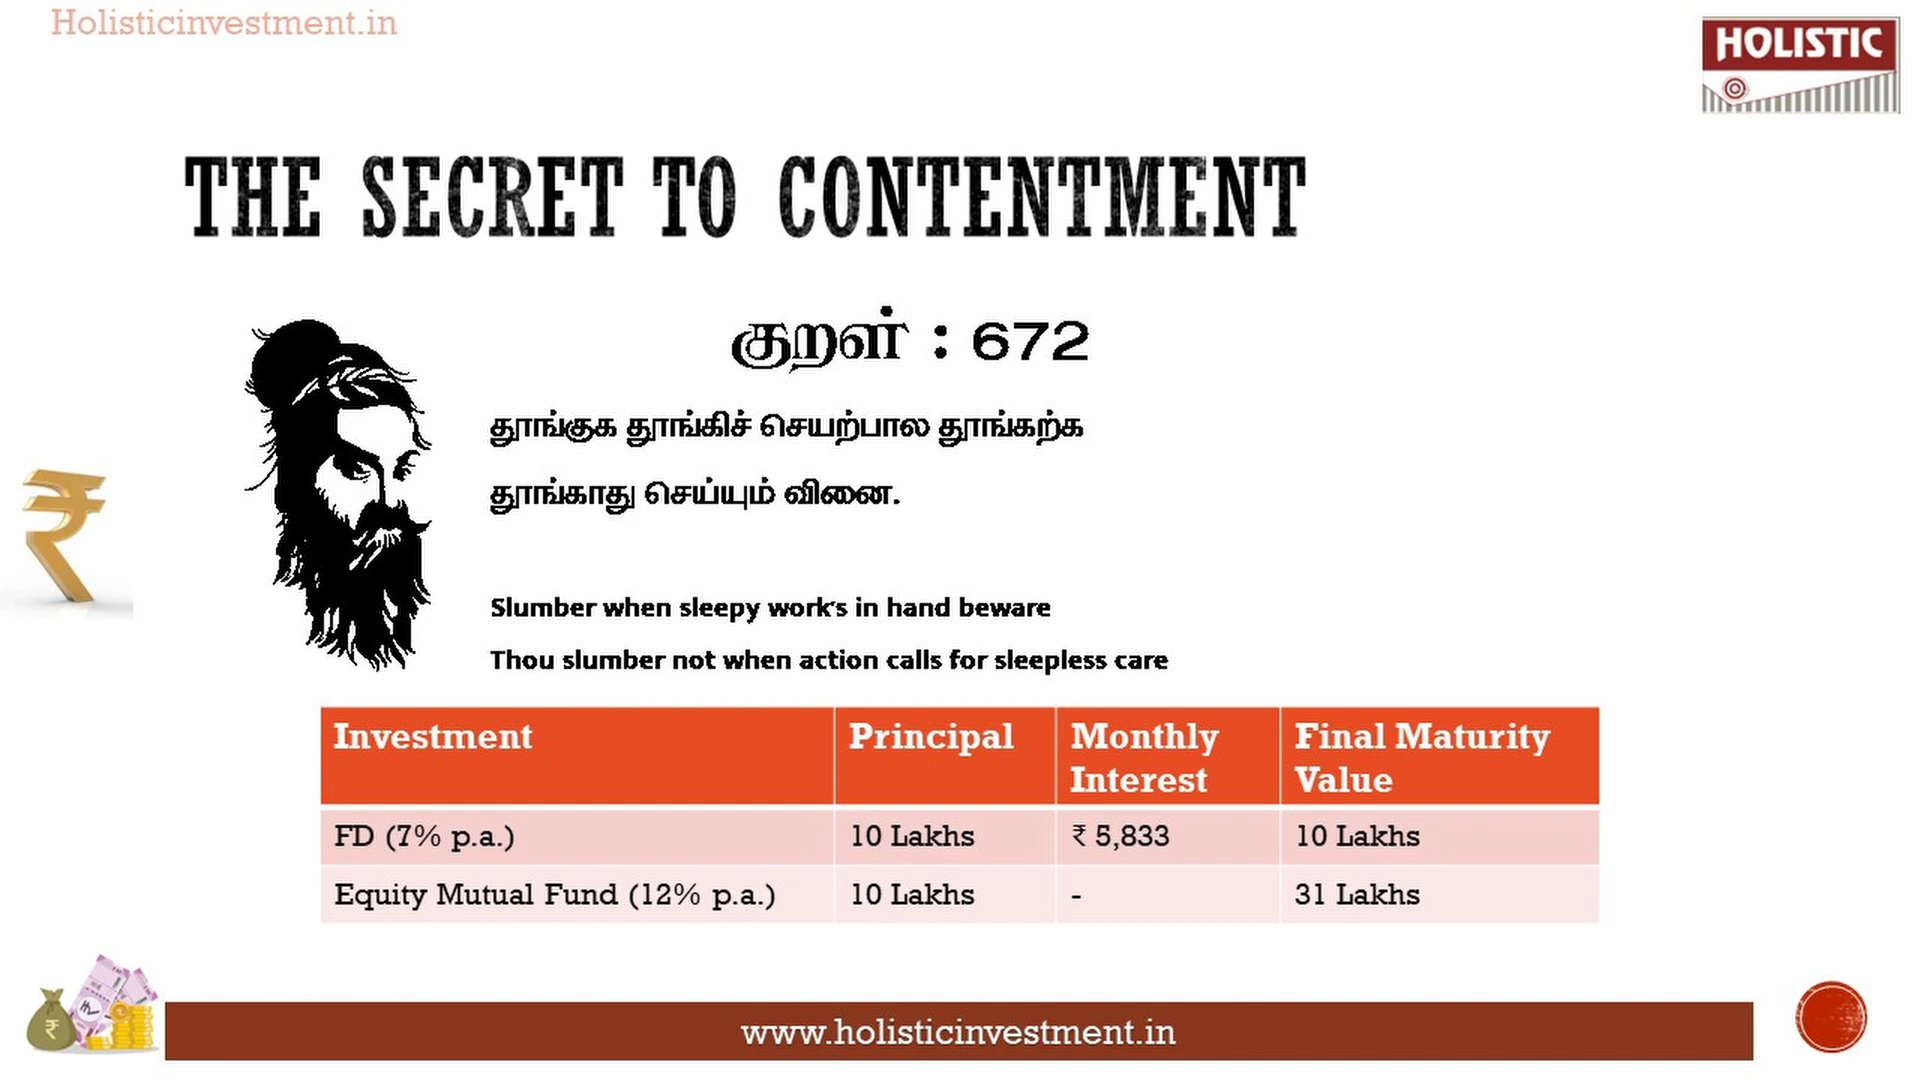 Holisticinvestment.in
HOLISTIC
THE SECRET TO CONTENTMENT
குறள் : 672
தூங்குக தூங்கிச் செயற்பால தூங்கற்க
தூங்காது செய்யும் வினை.
Slumber when sleepy work's in hand beware
Thou slumber not when action calls for sleepless care
Investment Principal Monthly Interest Final Maturity Value
FD (7% p.a.) 10 Lakhs ₹ 5,833 10 Lakhs
Equity Mutual Fund (12% p.a.) 10 Lakhs - 31 Lakhs
www.holisticinvestment.in